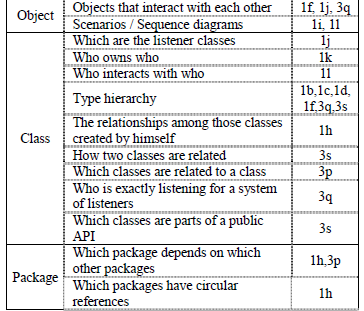 Object
Objects that interact with each other
1f, 1j, 3q
Scenarios / Sequence diagrams
1i, 1l
Class
Which are the listener classes
1j
Who owns who
1k
Who interacts with who
1l
Type hierarchy
1b,1c,1d,
1f,3q,3s
The relationships among those classes
created by himself
1h
How two classes are related
3s
Which classes are related to a class
3p
Who is exactly listening for a system
of listeners
3q
Which classes are parts of a public
API
3s
Package
Which package depends on which
other packages
1h,3p
Which packages have circular
references
1h